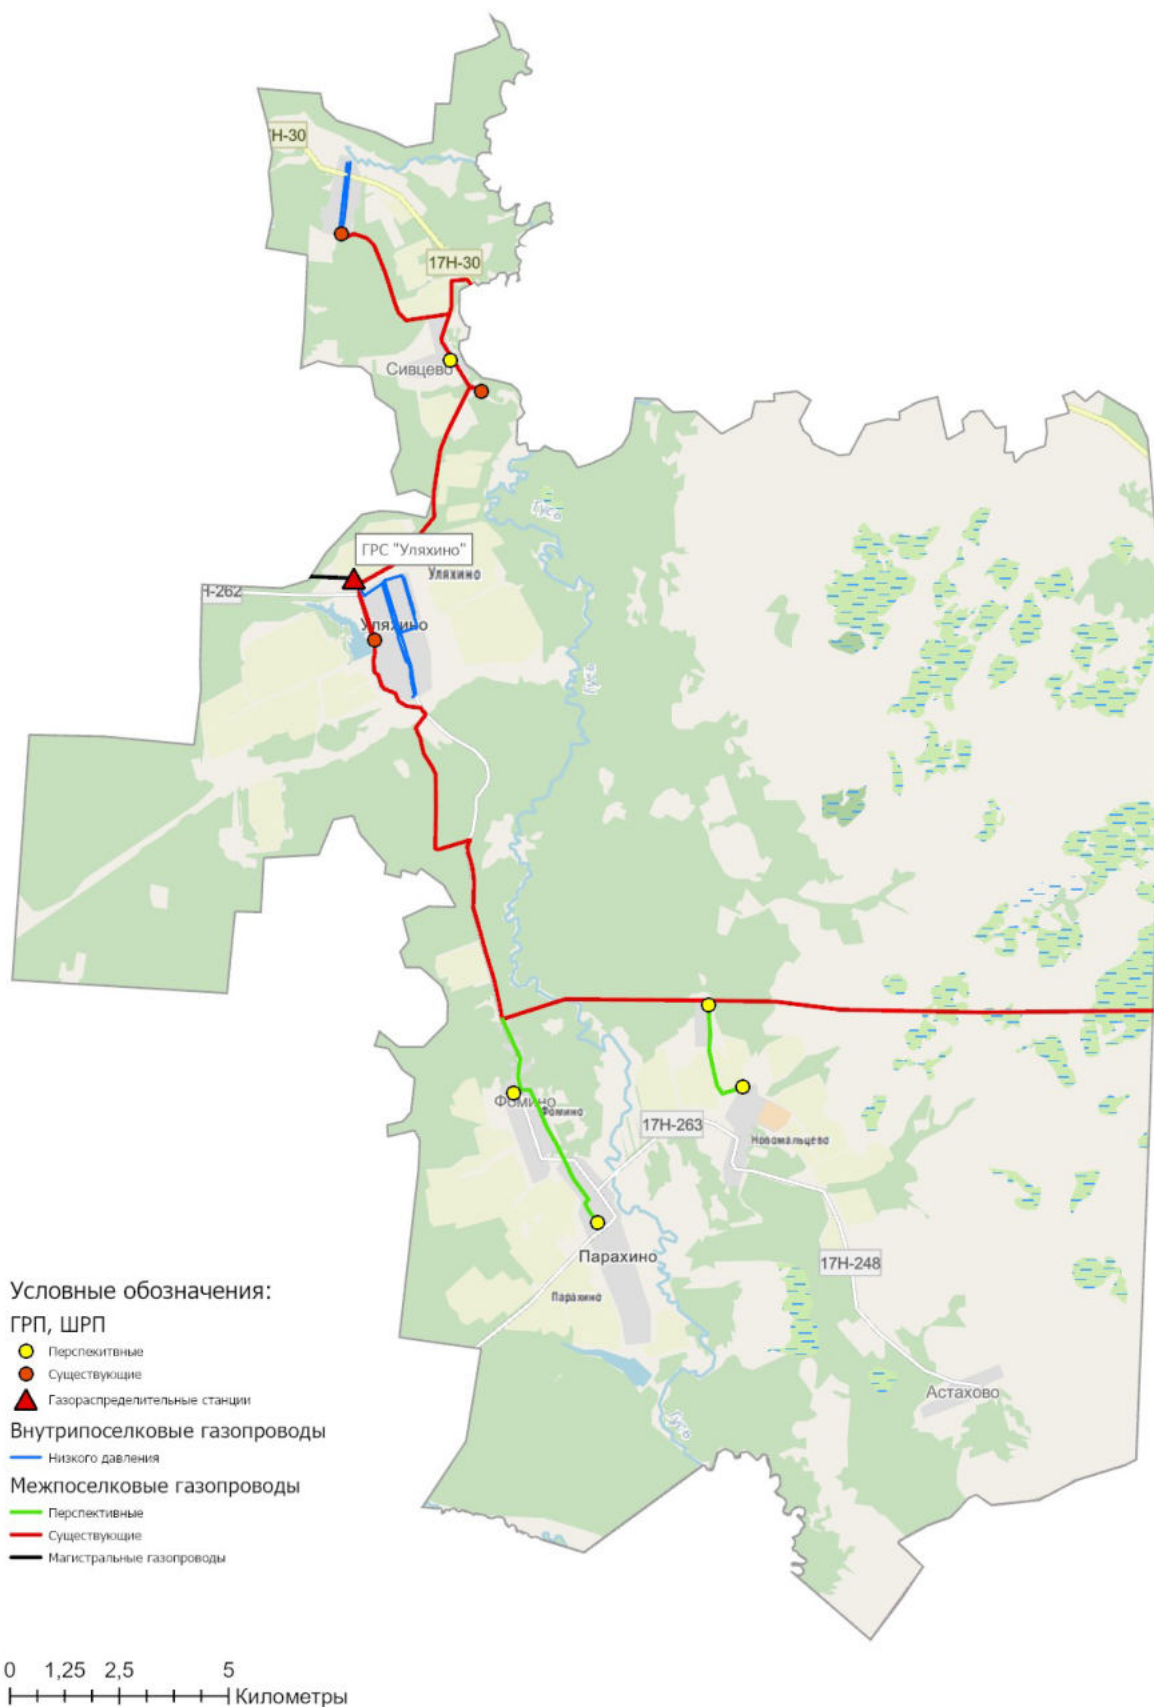 Н-30
17Н-30
Сивцево
Гусь
ГРС "Уляхино"
Уляхино
Н-262
Уляхино
Гусь
Фомино
Фомино
17Н-263
Новомальцево
Парахино
17Н-248
Парахино
Астахово
Гусь
Условные обозначения:
ГРП, ШРП
Перспекитвные
Существующие
Газораспределительные станции
Внутрипоселковые газопроводы
Низкого давления
Межпоселковые газопроводы
Перспективные
Существующие
Магистральные газопроводы
0 1,25 2,5 5
Километры